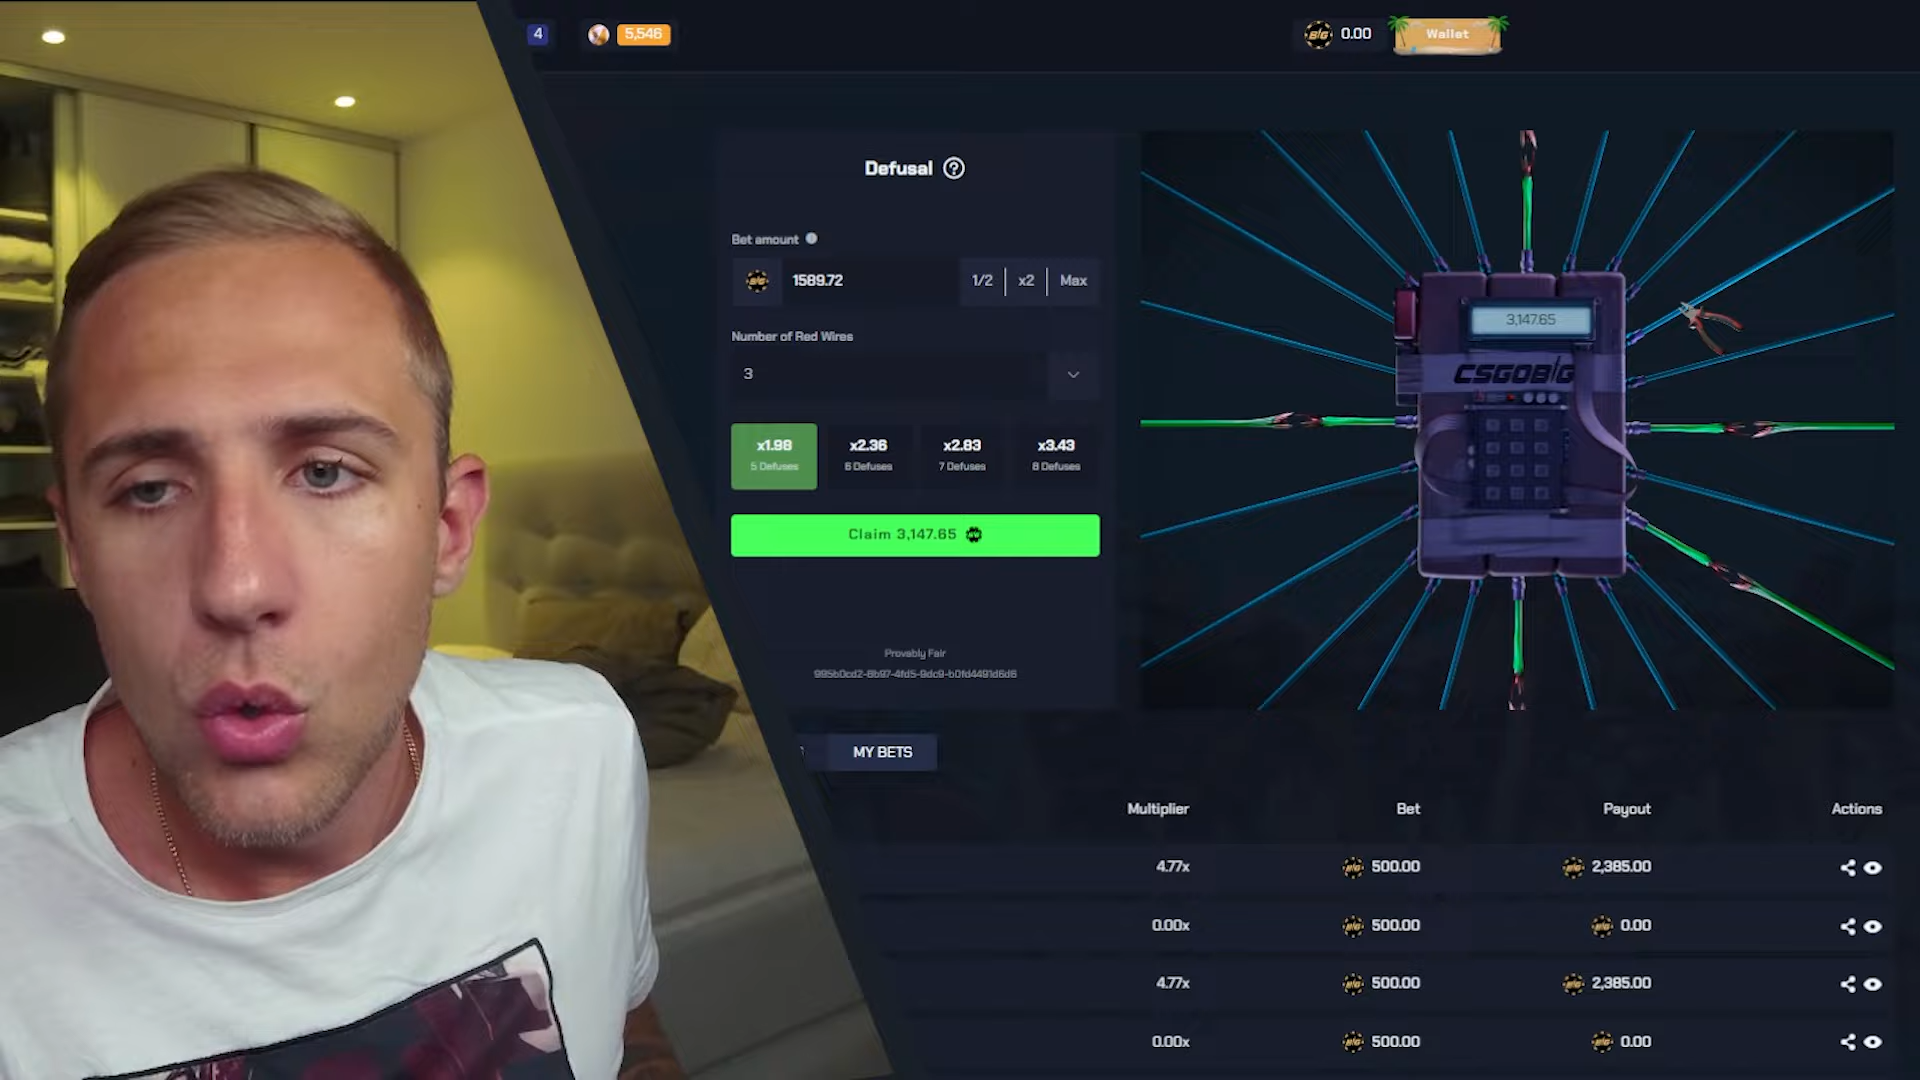 4
5,546
BIG
0.00
Wallet
Defusal ?
Bet amount
1589.72
1/2
x2
Max
Number of Red Wires
3
x1.98
5 Defuses
x2.36
6 Defuses
x2.83
7 Defuses
x3.43
8 Defuses
Claim 3,147.65
3,147.65
CSGOBIG
Provably Fair
MY BETS
Multiplier
Bet
Payout
Actions
4.77x
500.00
2,385.00
0.00x
500.00
0.00
4.77x
500.00
2,385.00
0.00x
500.00
0.00